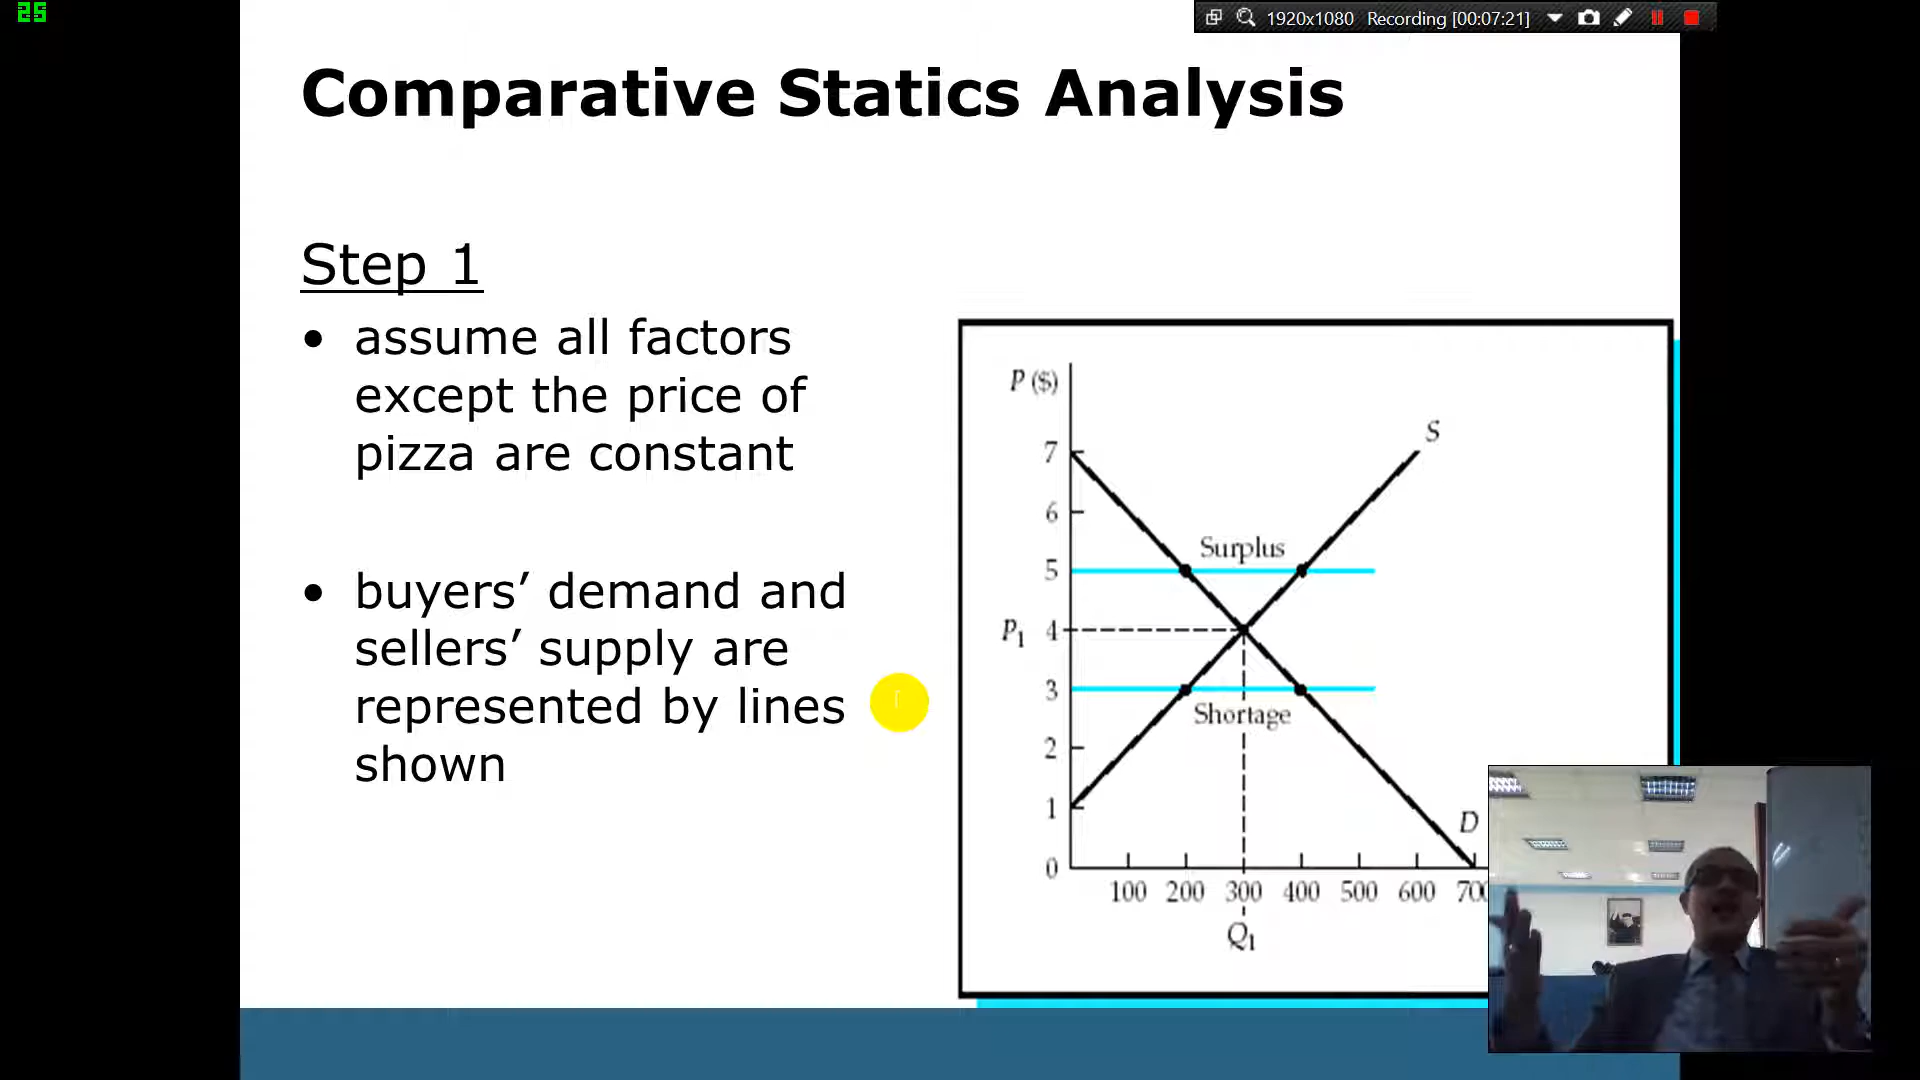 25
1920x1080 Recording [00:07:21]
Comparative Statics Analysis
Step 1
• assume all factors
except the price of
pizza are constant
• buyers’ demand and
sellers’ supply are
represented by lines
shown
P ($)
S
7
6
Surplus
5
P1 4
3
Shortage
2
1
D
0
100 200 300 400 500 600 700
Q1